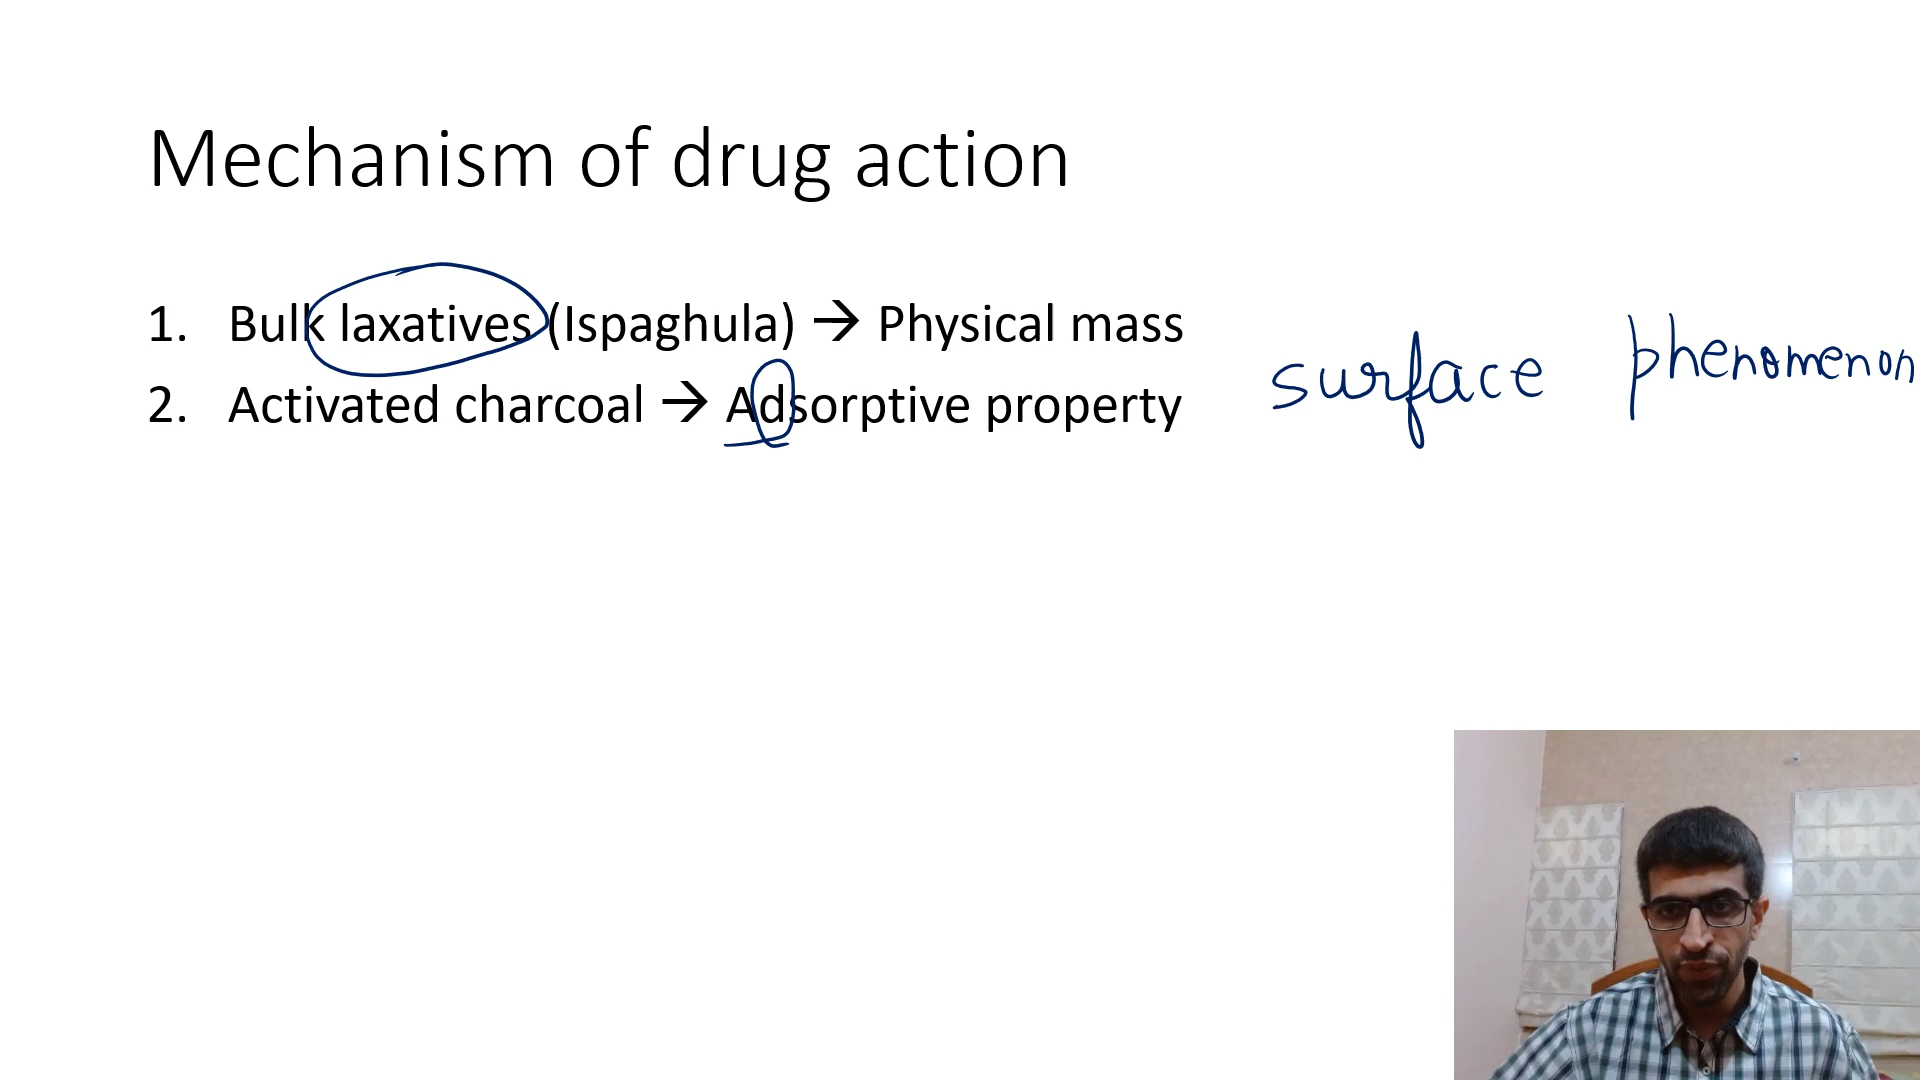 Mechanism of drug action
1. Bulk laxatives (Ispaghula) → Physical mass
2. Activated charcoal → Adsorptive property
surface phenomenon